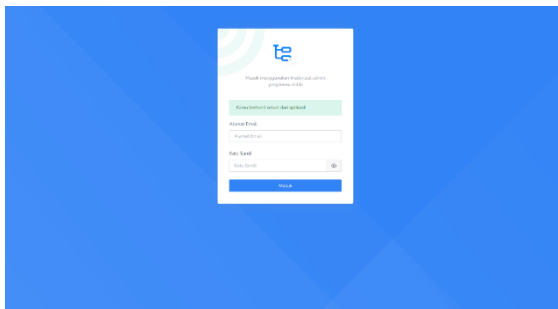 Masuk menggunakan kredensial admin
Kamu berhasil keluar dari aplikasi!
Alamat Email
Alamat Email
Kata Sandi
Kata Sandi
Masuk